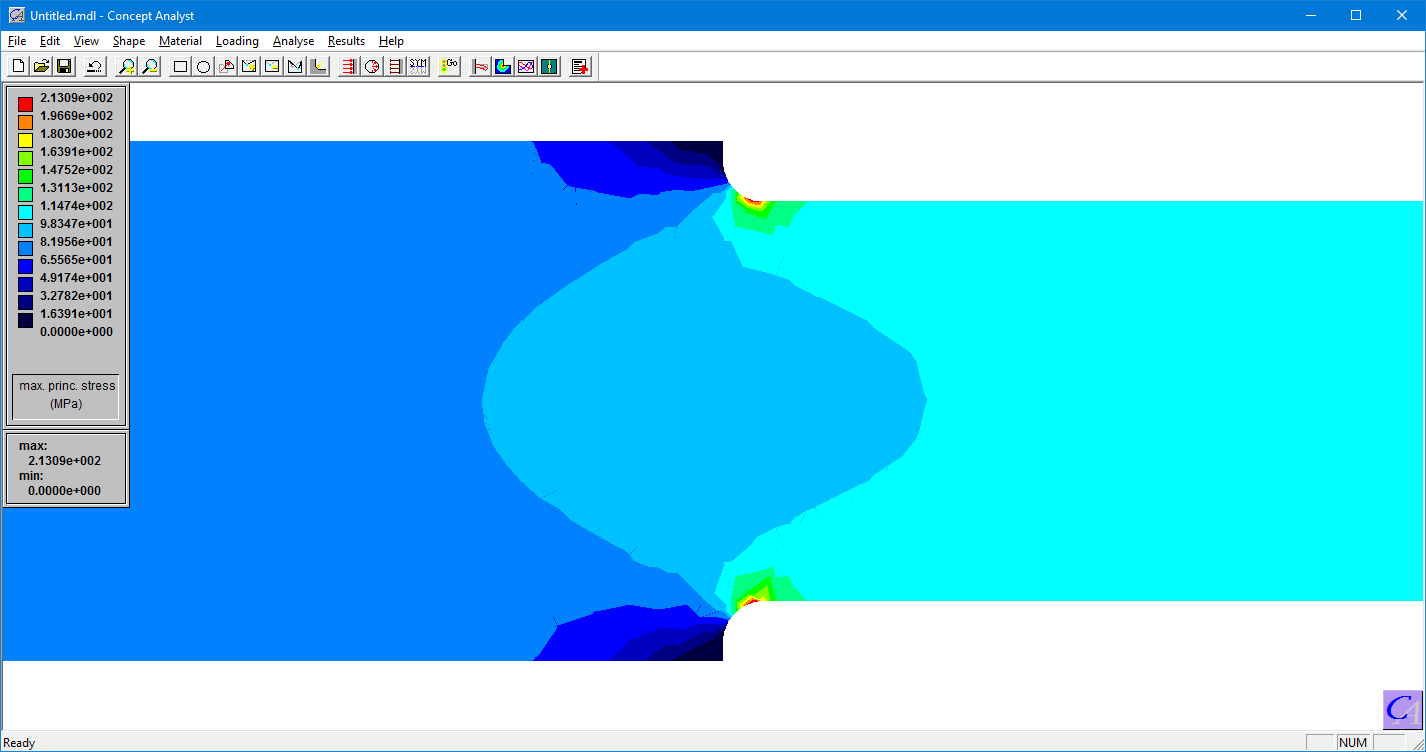 Untitled.mdl - Concept Analyst
File Edit View Shape Material Loading Analyse Results Help
SYM Go
2.1309e+002
1.9669e+002
1.8030e+002
1.6391e+002
1.4752e+002
1.3113e+002
1.1474e+002
9.8347e+001
8.1956e+001
6.5565e+001
4.9174e+001
3.2782e+001
1.6391e+001
0.0000e+000
max. princ. stress
(MPa)
max:
2.1309e+002
min:
0.0000e+000
CA
Ready NUM